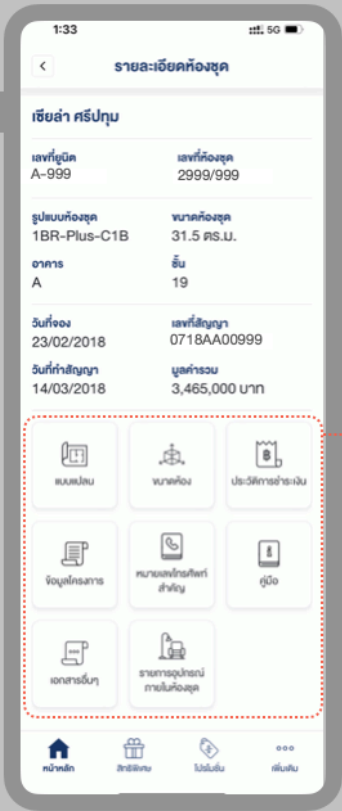 1:33
5G
รายละเอียดห้องชุด
เซียล่า ศรีปทุม
เลขที่ยูนิต เลขที่ห้องชุด
A-999 2999/999
รูปแบบห้องชุด ขนาดห้องชุด
1BR-Plus-C1B 31.5 ตร.ม.
อาคาร ชั้น
A 19
วันที่จอง เลขที่สัญญา
23/02/2018 0718AA00999
วันที่ทำสัญญา มูลค่ารวม
14/03/2018 3,465,000 บาท
แบบแปลน ขนาดห้อง ประวัติการชำระเงิน
ข้อมูลโครงการ หมายเลขโทรศัพท์ คู่มือ
สำคัญ
เอกสารอื่นๆ รายการอุปกรณ์
ภายในห้องชุด
หน้าหลัก สิทธิพิเศษ โปรโมชั่น เพิ่มเติม